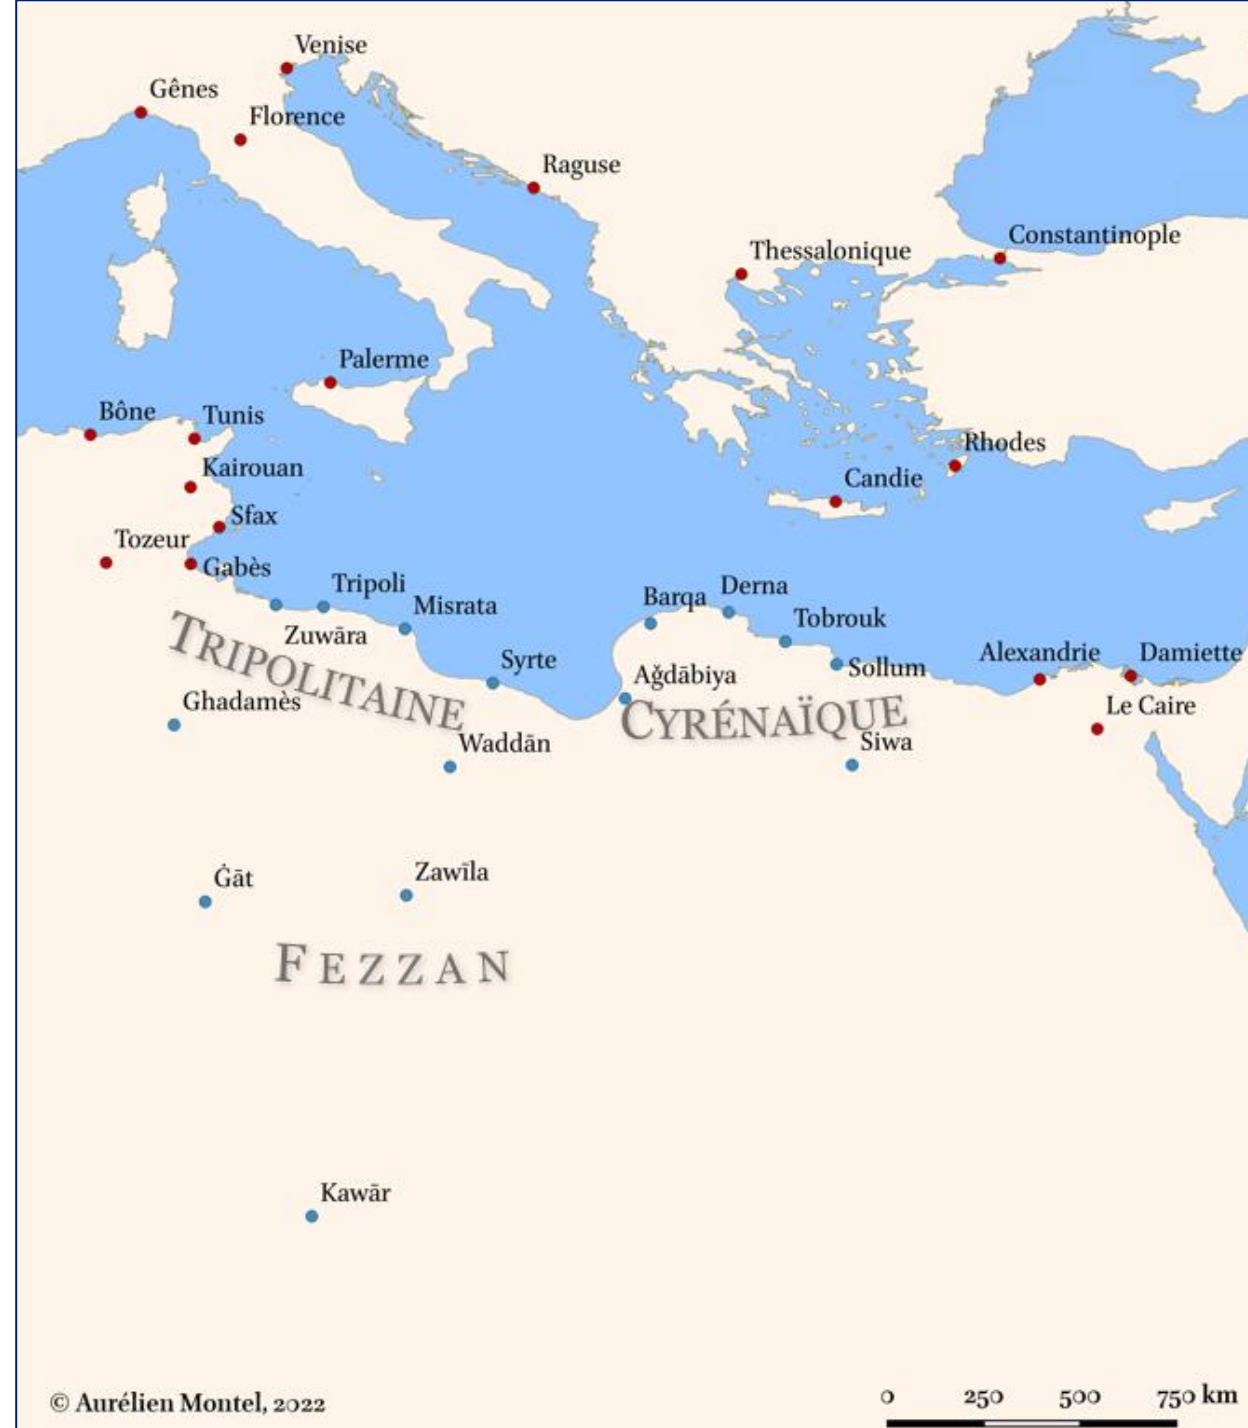 Venise
Gênes
Florence
Raguse
Constantinople
Thessalonique
Palerme
Bône
Tunis
Rhodes
Kairouan
Candie
Sfax
Tozeur
Gabès
Tripoli
Misrata
Barqa
Derna
Tobrouk
Zuwāra
TRIPOLITAINE
Syrte
Aǧdābiya
Sollum
Alexandrie
Damiette
Ghadamès
CYRÉNAÏQUE
Le Caire
Waddān
Siwa
Ġāt
Zawīla
FEZZAN
Kawār
© Aurélien Montel, 2022
0 250 500 750 km